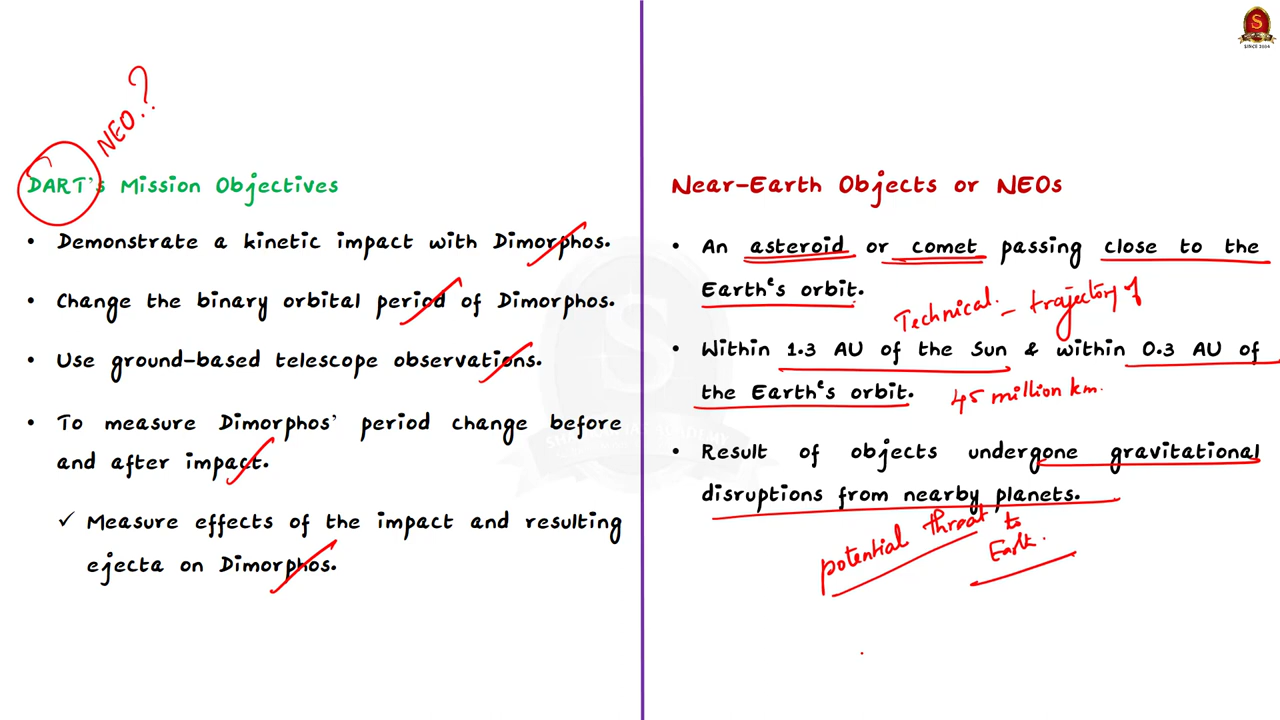 NEO.?
DART's Mission Objectives
• Demonstrate a kinetic impact with Dimorphos.
• Change the binary orbital period of Dimorphos.
• Use ground-based telescope observations.
• To measure Dimorphos' period change before
and after impact.
✓ Measure effects of the impact and resulting
ejecta on Dimorphos.
S
SINCE 2004
Near-Earth Objects or NEOs
• An asteroid or comet passing close to the
Earth's orbit.
Technical. - trajectory of
• Within 1.3 AU of the Sun & within 0.3 AU of
the Earth's orbit.
45 million km.
• Result of objects undergone gravitational
disruptions from nearby planets.
potential threat to
Earth.